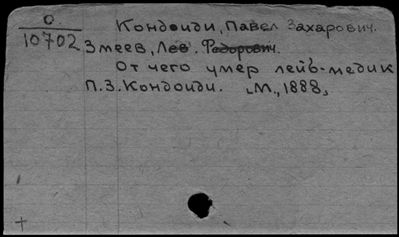 О
10702
Кондоиди, Павел Захарович.
Змеев, Лев. Федорович.
От чего умер лейб-медик
П.З. Кондоиди. М., 1888,
+